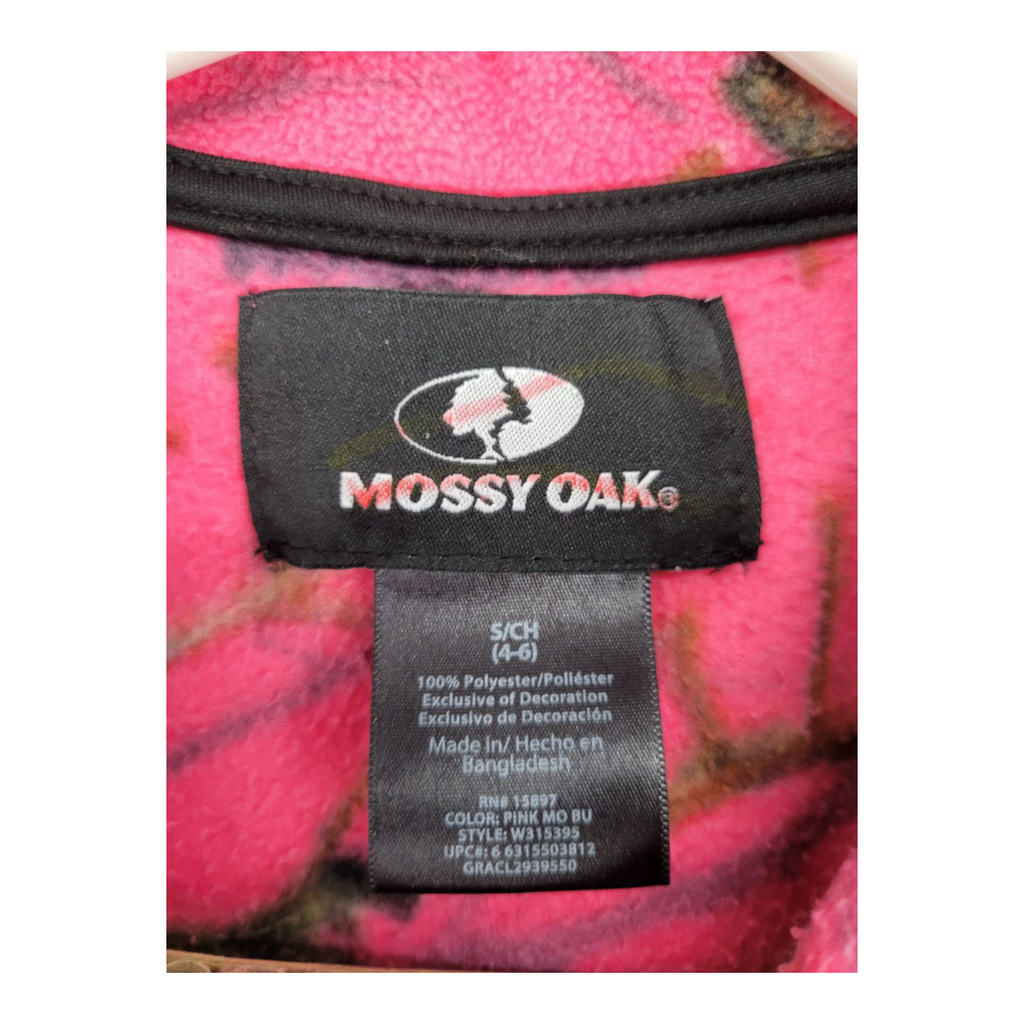 MOSSY OAK®
S/CH
(4-6)
100% Polyester/Poliéster
Exclusive of Decoration
Exclusivo de Decoración
Made in/ Hecho en
Bangladesh
RN# 15897
COLOR: PINK MO BU
STYLE: W315395
UPC#: 6 6315503812
GRACL2939550